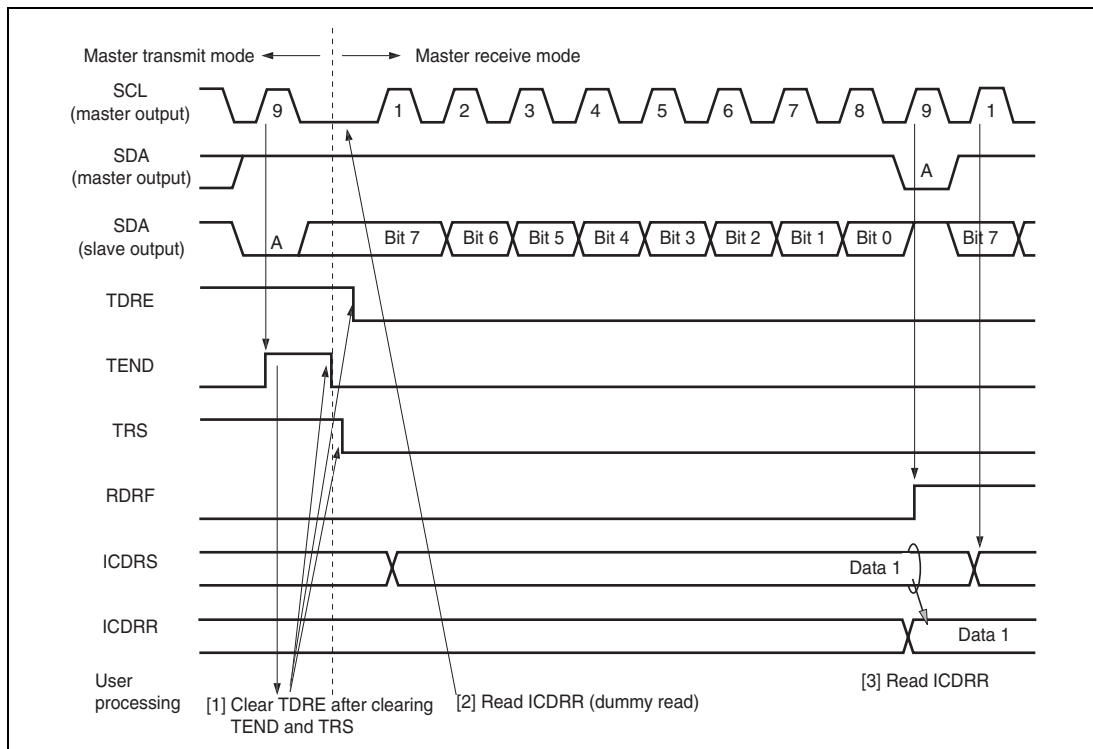 Master transmit mode Master receive mode
SCL
(master output)
9 1 2 3 4 5 6 7 8 9 1
SDA
(master output)
A
SDA
(slave output)
A Bit 7 Bit 6 Bit 5 Bit 4 Bit 3 Bit 2 Bit 1 Bit 0 Bit 7
TDRE
TEND
TRS
RDRF
ICDRS
Data 1
ICDRR
Data 1
User
processing
[1] Clear TDRE after clearing
TEND and TRS
[2] Read ICDRR (dummy read)
[3] Read ICDRR